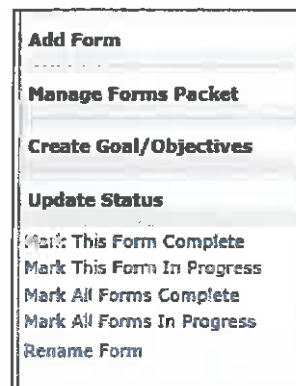 Add Form
Manage Forms Packet
Create Goal/Objectives
Update Status
Mark This Form Complete
Mark This Form In Progress
Mark All Forms Complete
Mark All Forms In Progress
Rename Form